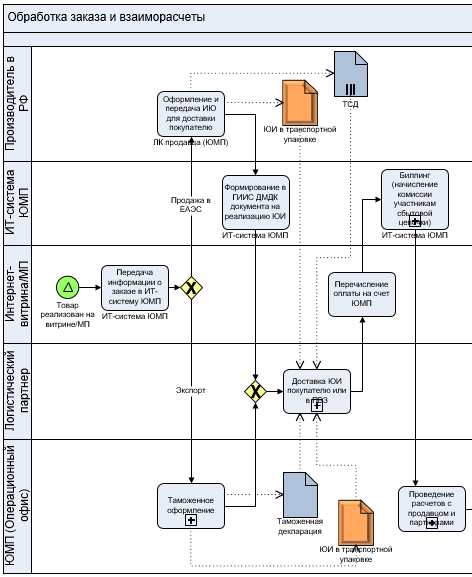 Обработка заказа и взаиморасчеты
Производитель в
РФ
Оформление и
передача ИЮ
для доставки
покупателю
ЛК продавца (ЮМП)
ЮИ в транспортной
упаковке
ТСД
ИТ-система
ЮМП
Продажа в
ЕАЭС
Формирование в
ГИИС ДМДК
документа на
реализацию ЮИ
ИТ-система ЮМП
Биллинг
(начисление
комиссии
участникам
сбытовой
цепочки)
ИТ-система ЮМП
Интернет-
витрина/МП
Товар
реализован на
витрине/МП
Передача
информации о
заказе в ИТ-
систему ЮМП
ИТ-система ЮМП
X
Перечисление
оплаты на счет
ЮМП
Логистический
партнер
Экспорт
X
Доставка ЮИ
покупателю или
в ПВЗ
ЮМП (Операционный
офис)
Таможенное
оформление
Таможенная
декларация
ЮИ в транспортной
упаковке
Проведение
расчетов с
продавцом и
партнерами